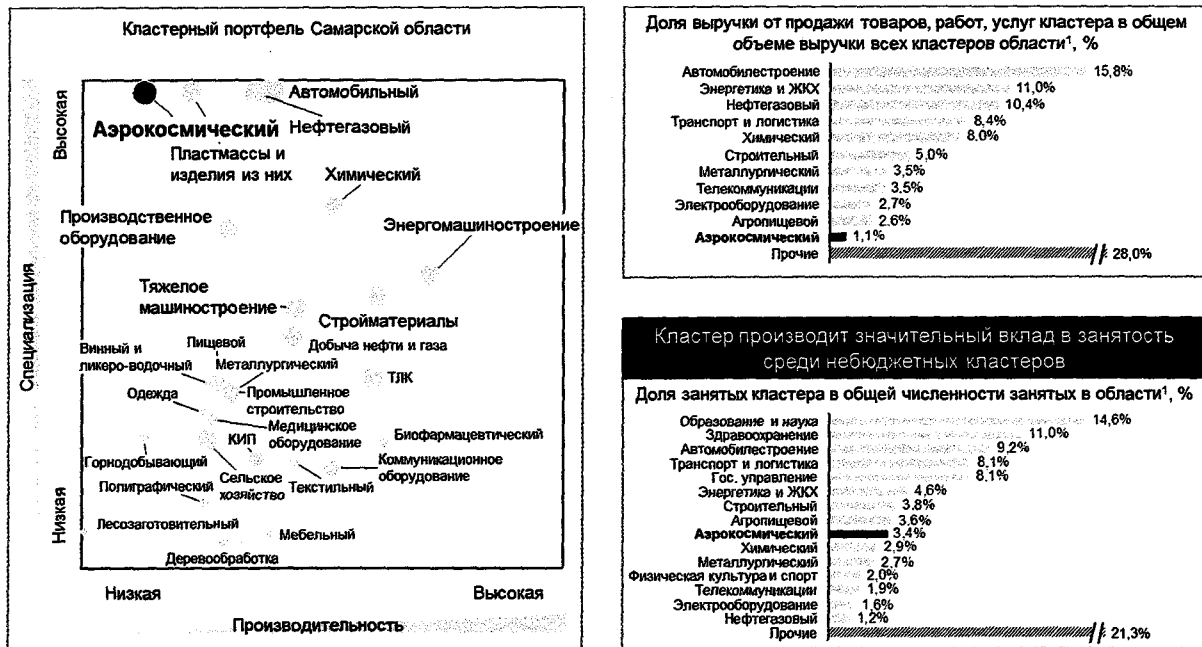 Кластерный портфель Самарской области
Высокая
Специализация
Низкая
Автомобильный
Аэрокосмический
Нефтегазовый
Пластмассы и
изделия из них
Химический
Производственное
оборудование
Энергомашиностроение
Тяжелое
машиностроение
Стройматериалы
Добыча нефти и газа
Винный и
ликеро-водочный
Пищевой
Металлургический
ТЛК
Одежда
Промышленное
строительство
Медицинское
оборудование
КИП
Биофармацевтический
Горнодобывающий
Сельское
хозяйство
Текстильный
Коммуникационное
оборудование
Полиграфический
Лесозаготовительный
Мебельный
Деревообработка
Низкая
Высокая
Производительность
Доля выручки от продажи товаров, работ, услуг кластера в общем
объеме выручки всех кластеров области¹, %
Автомобилестроение 15,8%
Энергетика и ЖКХ 11,0%
Нефтегазовый 10,4%
Транспорт и логистика 8,4%
Химический 8,0%
Строительный 5,0%
Металлургический 3,5%
Телекоммуникации 3,5%
Электрооборудование 2,7%
Агропищевой 2,6%
Аэрокосмический 1,1%
Прочие 28,0%
Кластер производит значительный вклад в занятость
среди небюджетных кластеров
Доля занятых кластера в общей численности занятых в области¹, %
Образование и наука 14,6%
Здравоохранение 11,0%
Автомобилестроение 9,2%
Транспорт и логистика 8,1%
Гос. управление 8,1%
Энергетика и ЖКХ 4,6%
Строительный 3,8%
Агропищевой 3,6%
Аэрокосмический 3,4%
Химический 2,9%
Металлургический 2,7%
Физическая культура и спорт 2,0%
Телекоммуникации 1,9%
Электрооборудование 1,6%
Нефтегазовый 1,2%
Прочие 21,3%